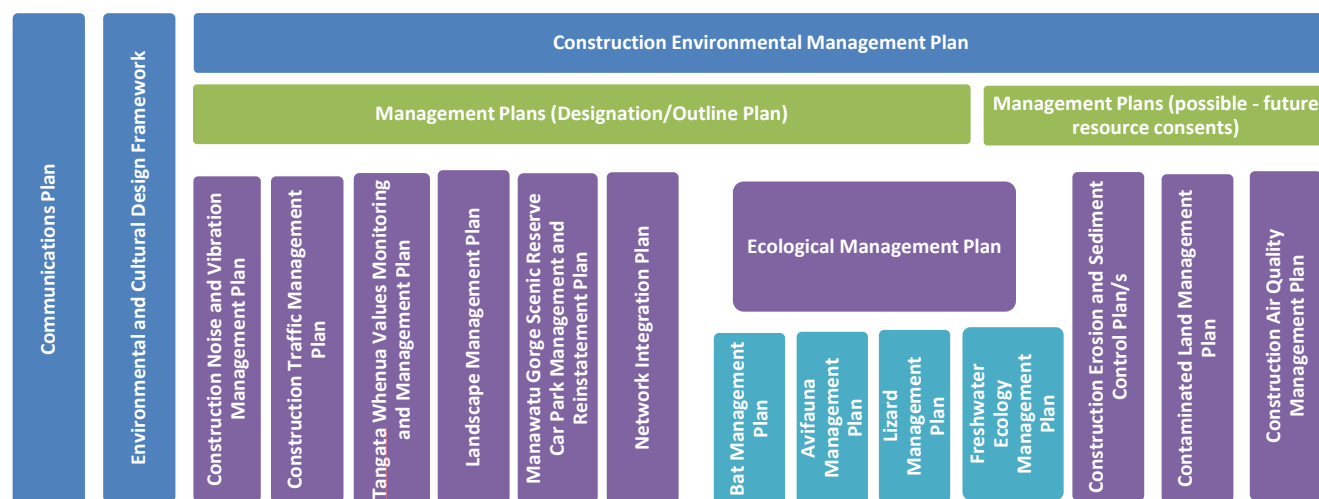 Communications Plan
Environmental and Cultural Design Framework
Construction Environmental Management Plan
Management Plans (Designation/Outline Plan)
Management Plans (possible - future
resource consents)
Construction Noise and Vibration
Management Plan
Construction Traffic Management
Plan
Tangata Whenua Values Monitoring
and Management Plan
Landscape Management Plan
Manawatu Gorge Scenic Reserve
Car Park Management and
Reinstatement Plan
Network Integration Plan
Ecological Management Plan
Bat Management
Plan
Avifauna
Management
Plan
Lizard
Management
Plan
Freshwater
Ecology
Management
Plan
Construction Erosion and Sediment
Control Plan/s
Contaminated Land Management
Plan
Construction Air Quality
Management Plan